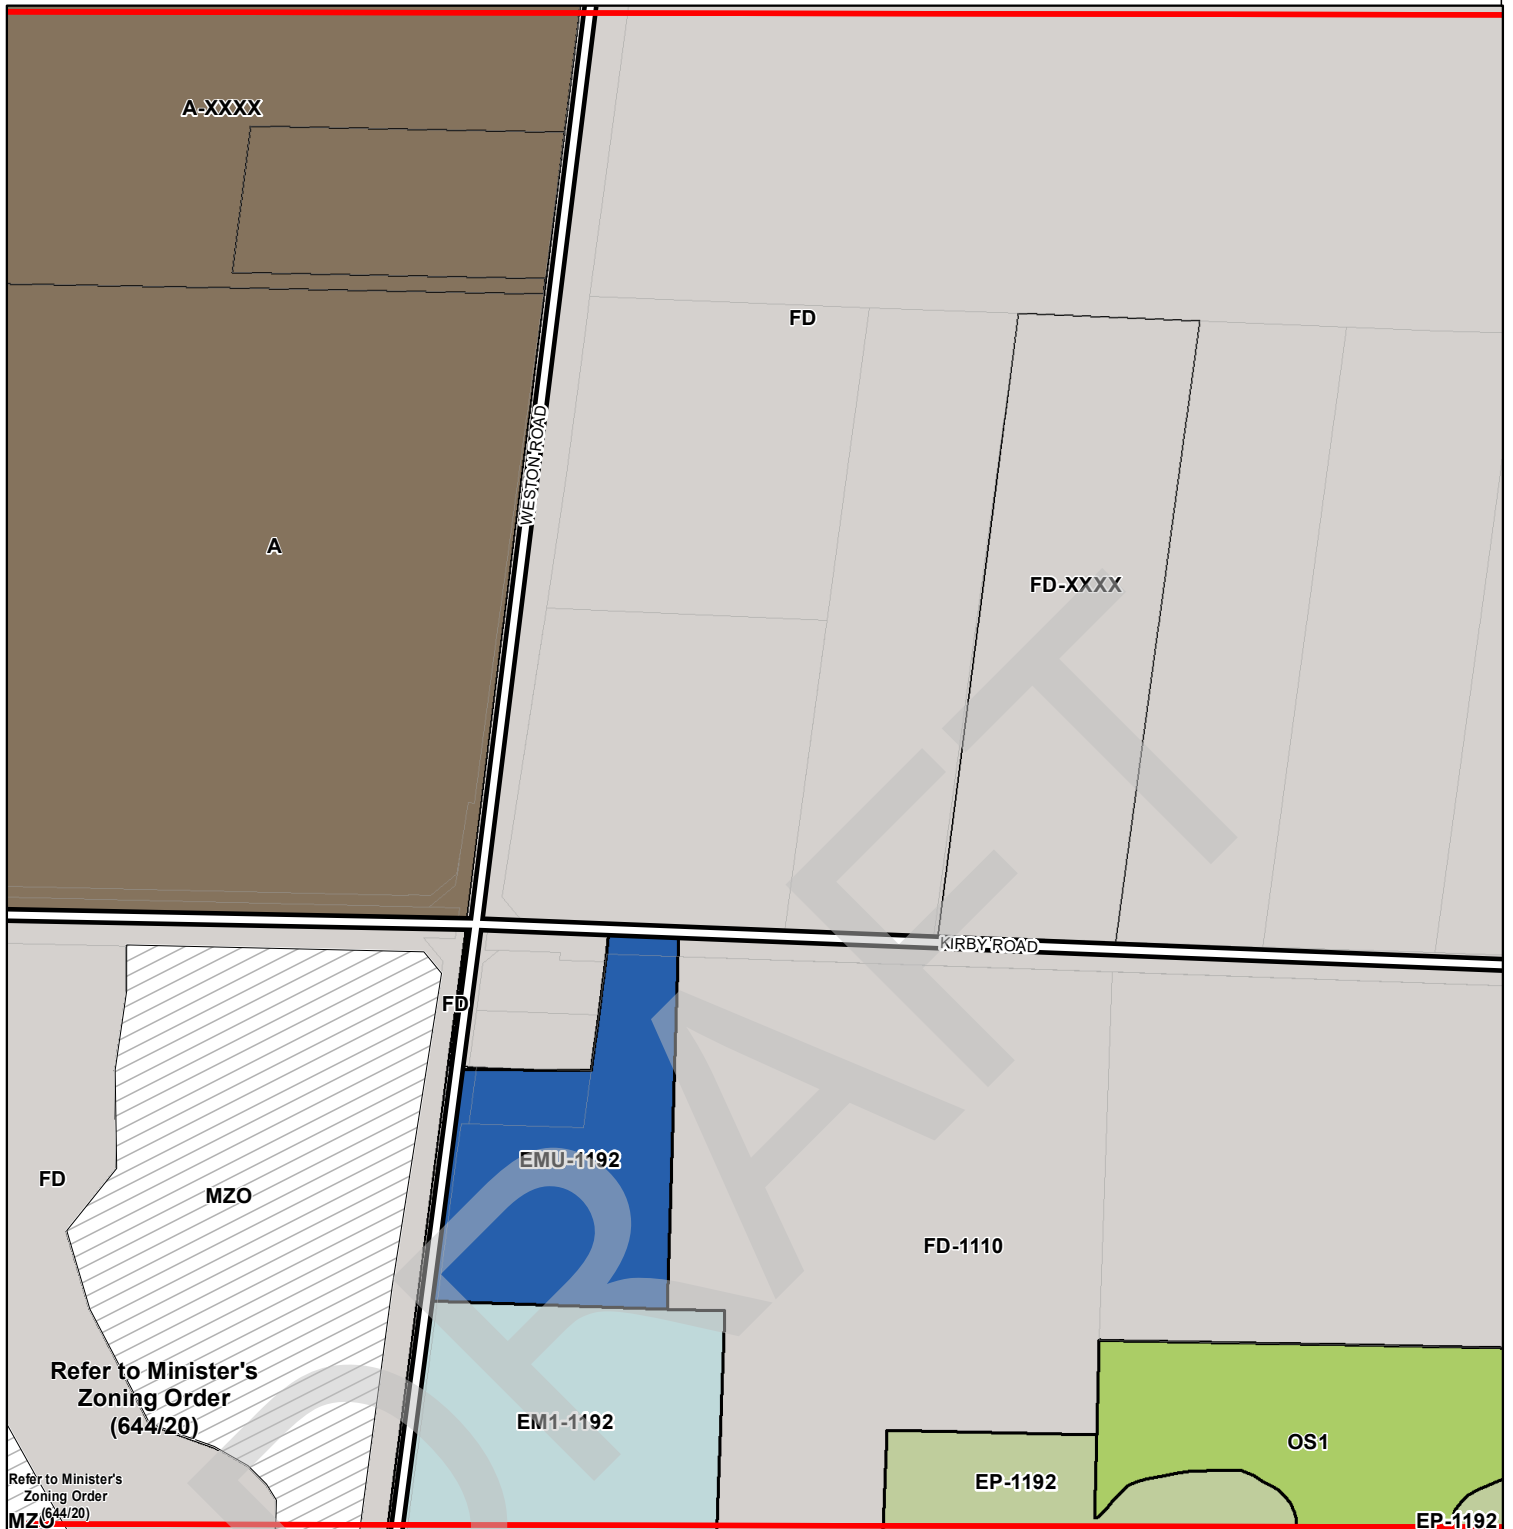 A-XXXX
FD
WESTON ROAD
A
FD-XXXX
KIRBY ROAD
FD
EMU-1192
FD
MZO
FD-1110
Refer to Minister's
Zoning Order
(644/20)
EM1-1192
OS1
EP-1192
Refer to Minister's
Zoning Order
(644/20)
MZO
EP-1192
DRAFT